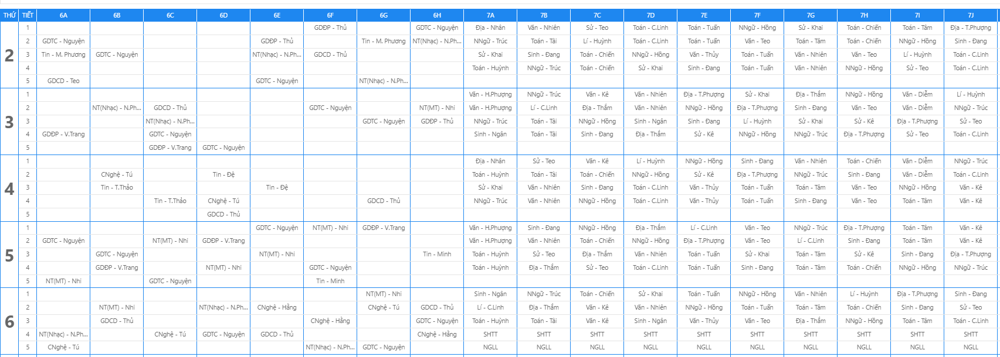 THỨ TIẾT 6A 6B 6C 6D 6E 6F 6G 6H 7A 7B 7C 7D 7E 7F 7G 7H 7I 7J
1 GDĐP - Thủ GDTC - Nguyện Địa - Nhân Văn - Nhiên Sử - Teo Toán - C.Linh Toán - Tuấn NNgữ - Hồng Sử - Khai Toán - Chiến Toán - Tâm Địa - T.Phượng
2 GDTC - Nguyện GDĐP - Thủ Tin - M. Phương NT(Nhạc) - N.Ph... NNgữ - Trúc Toán - Tài Lí - Huỳnh Toán - C.Linh Toán - Tuấn Văn - Teo Toán - Tâm Toán - Chiến NNgữ - Hồng Sinh - Đang
2
3 Tin - M. Phương GDTC - Nguyện NT(Nhạc) - N.Ph... GDCD - Thủ Sử - Khai Sinh - Đang Toán - Chiến NNgữ - Hồng Văn - Thủy Toán - Tuấn Văn - Nhiên Văn - Teo Lí - Huỳnh Toán - C.Linh
4 Toán - Huỳnh NNgữ - Trúc Toán - Chiến Sử - Khai Sinh - Đang Toán - Tuấn Văn - Nhiên NNgữ - Hồng Sử - Teo Toán - C.Linh
5 GDCD - Teo GDTC - Nguyện NT(Nhạc) - N.Ph...
1 Văn - H.Phượng NNgữ - Trúc Văn - Kê Văn - Nhiên Địa - T.Phượng Sử - Khai Địa - Thắm NNgữ - Hồng Văn - Diễm Lí - Huỳnh
2 NT(Nhạc) - N.Ph... GDCD - Thủ GDTC - Nguyện NT(MT) - Nhi Văn - H.Phượng Lí - C.Linh Địa - Thắm Văn - Nhiên NNgữ - Hồng Địa - T.Phượng Sinh - Đang Văn - Teo Văn - Diễm NNgữ - Trúc
3
3 NT(Nhạc) - N.Ph... GDTC - Nguyện GDĐP - Thủ NNgữ - Trúc Toán - Tài NNgữ - Hồng Sinh - Ngân Sinh - Đang Lí - Huỳnh Sử - Khai Sử - Kê Địa - T.Phượng Sử - Teo
4 GDĐP - V.Trang GDTC - Nguyện Sinh - Ngân Toán - Tài Sinh - Đang Địa - Thắm Sử - Kê NNgữ - Hồng NNgữ - Trúc Địa - T.Phượng Sử - Teo Toán - C.Linh
5 GDĐP - V.Trang GDTC - Nguyện
1 Địa - Nhân Sử - Teo Văn - Kê Lí - Huỳnh NNgữ - Hồng Sinh - Đang Văn - Nhiên Toán - Chiến Văn - Diễm NNgữ - Trúc
2 CNghệ - Tú Tin - Đệ Toán - Huỳnh Toán - Tài Toán - Chiến NNgữ - Hồng Sử - Kê Địa - T.Phượng NNgữ - Trúc Sinh - Đang Văn - Diễm Toán - C.Linh
4
3 Tin - T.Thảo Tin - Đệ Sử - Khai Văn - Nhiên Sinh - Đang Toán - C.Linh Văn - Thủy Toán - Tuấn Toán - Tâm Văn - Teo NNgữ - Hồng Văn - Kê
4 Tin - T.Thảo CNghệ - Tú GDCD - Thủ NNgữ - Trúc Văn - Nhiên NNgữ - Hồng Toán - C.Linh Văn - Thủy Toán - Tuấn Sinh - Đang Văn - Teo Toán - Tâm Văn - Kê
5 GDCD - Thủ
1 GDTC - Nguyện NT(MT) - Nhi GDĐP - V.Trang Văn - H.Phượng Sinh - Đang NNgữ - Hồng Địa - Thắm Lí - C.Linh Văn - Teo NNgữ - Trúc Địa - T.Phượng Toán - Tâm Văn - Kê
2 GDTC - Nguyện NT(MT) - Nhi GDĐP - V.Trang Văn - H.Phượng Văn - Nhiên Toán - Chiến NNgữ - Hồng Địa - T.Phượng Văn - Teo Lí - C.Linh Sinh - Đang Toán - Tâm Văn - Kê
5
3 GDTC - Nguyện NT(MT) - Nhi Tin - Minh Toán - Huỳnh Sử - Teo Địa - Thắm Văn - Nhiên Toán - Tuấn Sử - Khai Toán - Tâm Sử - Kê Sinh - Đang Địa - T.Phượng
4 GDĐP - V.Trang NT(MT) - Nhi GDTC - Nguyện Toán - Huỳnh Địa - Thắm Sử - Teo Toán - C.Linh Toán - Tuấn Sinh - Đang Toán - Tâm Toán - Chiến NNgữ - Hồng NNgữ - Trúc
5 NT(MT) - Nhi GDTC - Nguyện Tin - Minh
1 NT(MT) - Nhi Sinh - Ngân NNgữ - Trúc Toán - Chiến Sử - Khai Toán - Tuấn NNgữ - Hồng Văn - Nhiên Lí - Huỳnh Địa - T.Phượng Sinh - Đang
2 NT(MT) - Nhi NT(Nhạc) - N.Ph... CNghệ - Hằng CNghệ - Tú GDCD - Thủ Lí - C.Linh Địa - Thắm Văn - Kê Văn - Nhiên NNgữ - Hồng Toán - Tuấn Toán - Tâm Toán - Chiến Sinh - Đang Sử - Teo
6
3 GDCD - Thủ CNghệ - Hằng GDTC - Nguyện Toán - Huỳnh Toán - Tài Văn - Kê Sinh - Ngân Văn - Thủy Văn - Teo Địa - Thắm NNgữ - Hồng Toán - Tâm Toán - C.Linh
4 NT(Nhạc) - N.Ph... CNghệ - Tú GDTC - Nguyện GDCD - Thủ CNghệ - Hằng SHTT SHTT SHTT SHTT SHTT SHTT SHTT SHTT SHTT SHTT
5 CNghệ - Tú NT(Nhạc) - N.Ph... GDTC - Nguyện NGLL NGLL NGLL NGLL NGLL NGLL NGLL NGLL NGLL NGLL